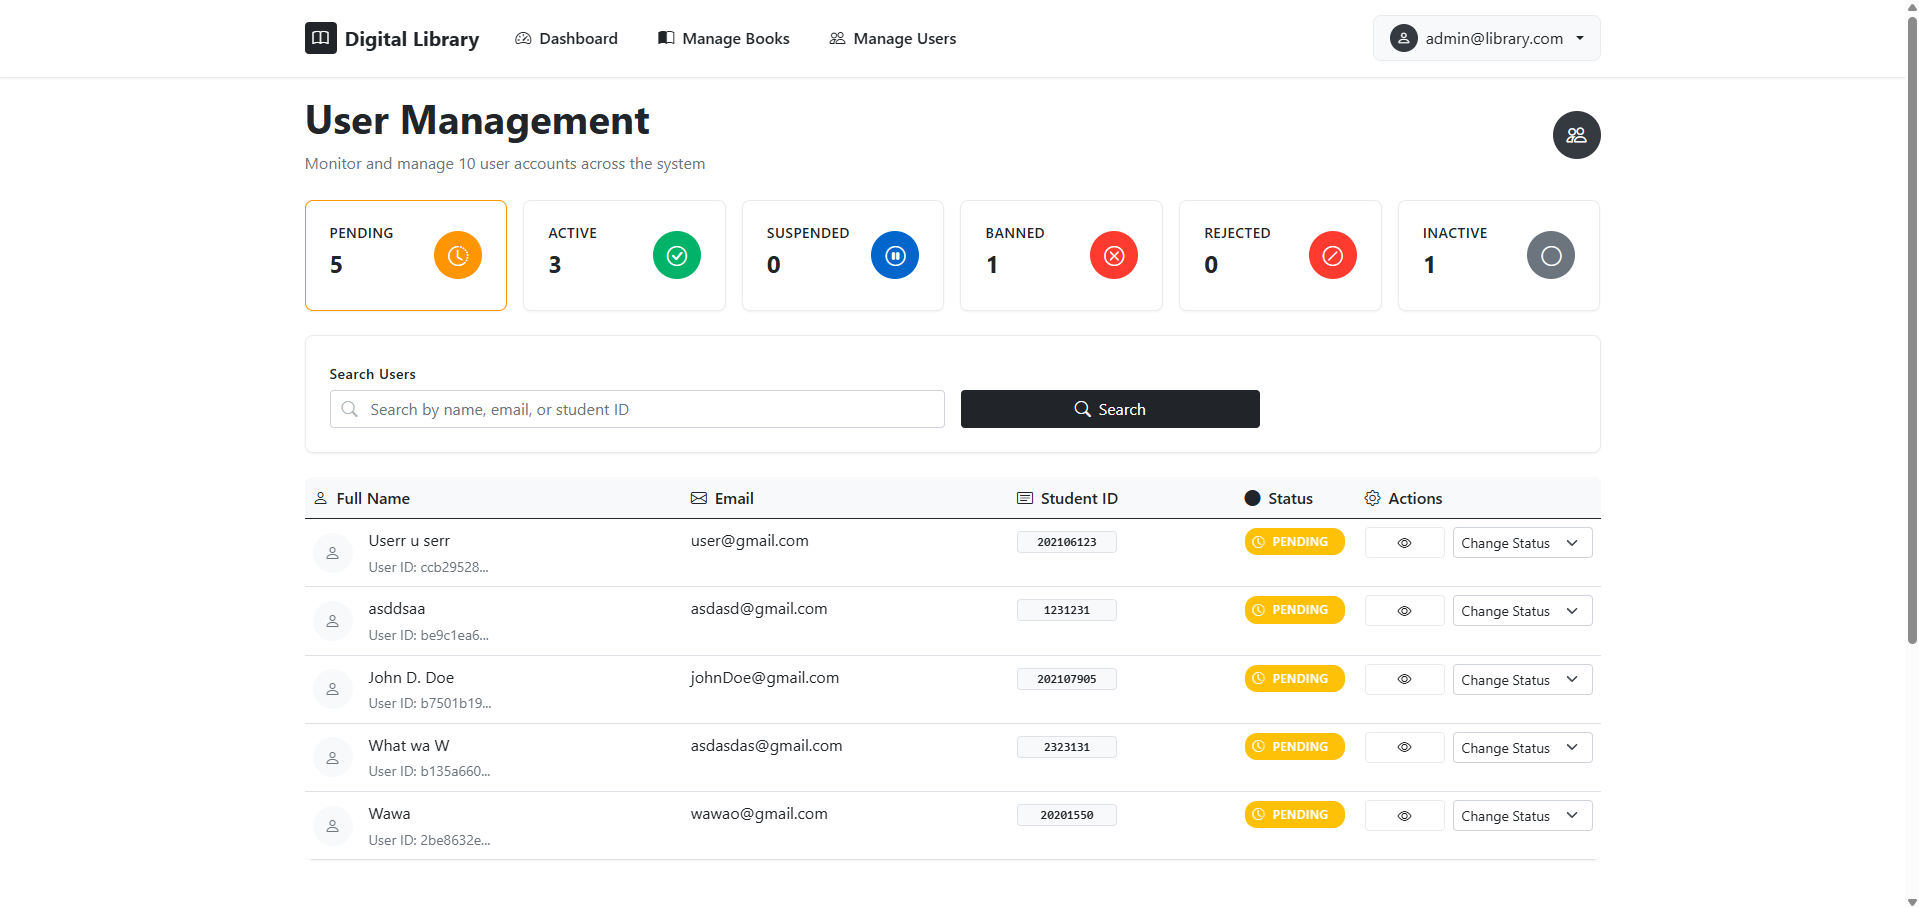 Digital Library Dashboard Manage Books Manage Users admin@library.com
User Management
Monitor and manage 10 user accounts across the system
PENDING ACTIVE SUSPENDED BANNED REJECTED INACTIVE
5 3 0 1 0 1
Search Users
Search by name, email, or student ID Search
Full Name Email Student ID Status Actions
Userr u serr user@gmail.com 202106123 PENDING Change Status
User ID: ccb29528...
asddsaa asdasd@gmail.com 1231231 PENDING Change Status
User ID: be9c1ea6...
John D. Doe johnDoe@gmail.com 202107905 PENDING Change Status
User ID: b7501b19...
What wa W asdasdas@gmail.com 2323131 PENDING Change Status
User ID: b135a660...
Wawa wawao@gmail.com 20201550 PENDING Change Status
User ID: 2be8632e...